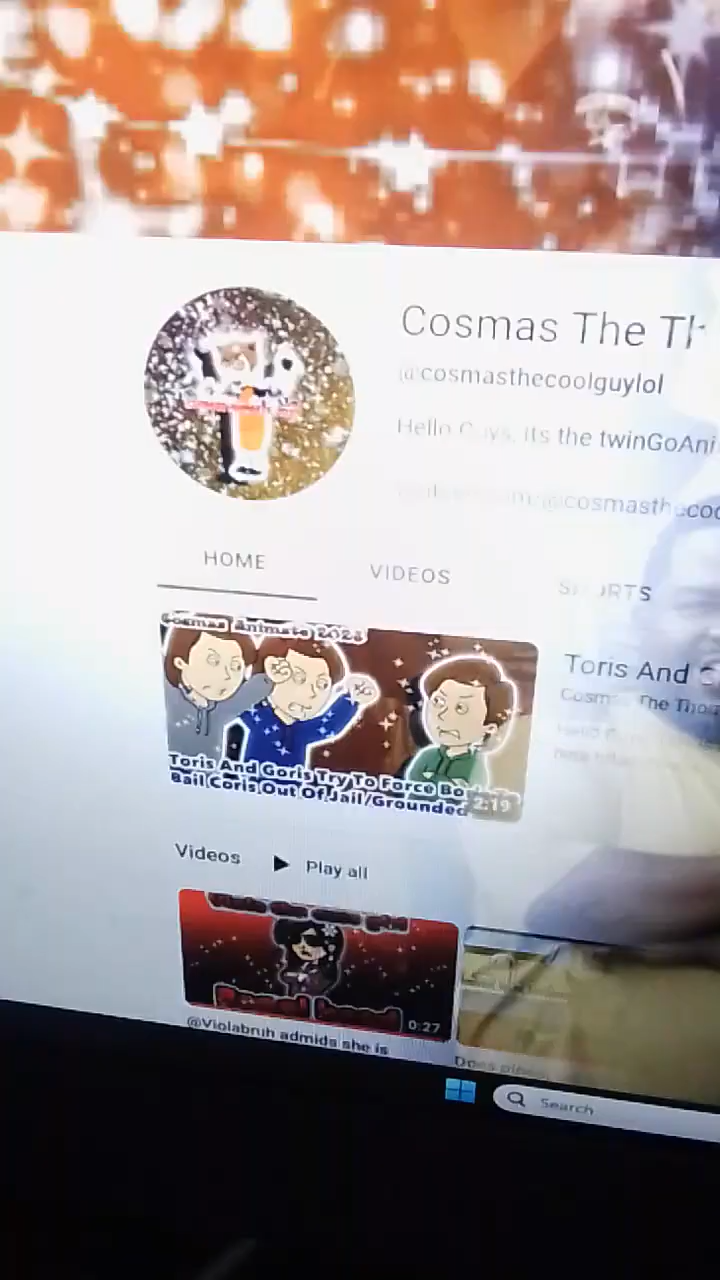 Cosmas The Th
@cosmasthecoolguylol
Hello Guys, its the twinGoAni
@cosmasthecoo
HOME
VIDEOS
SHORTS
Cosmas Animate 2023
Toris And Goris Try To Force Bo
Bail Coris Out Of Jail/Grounded
2:19
Toris And
Cosmas The Thom
Videos
Play all
0:27
@Violabruh admids she is
Does
Search